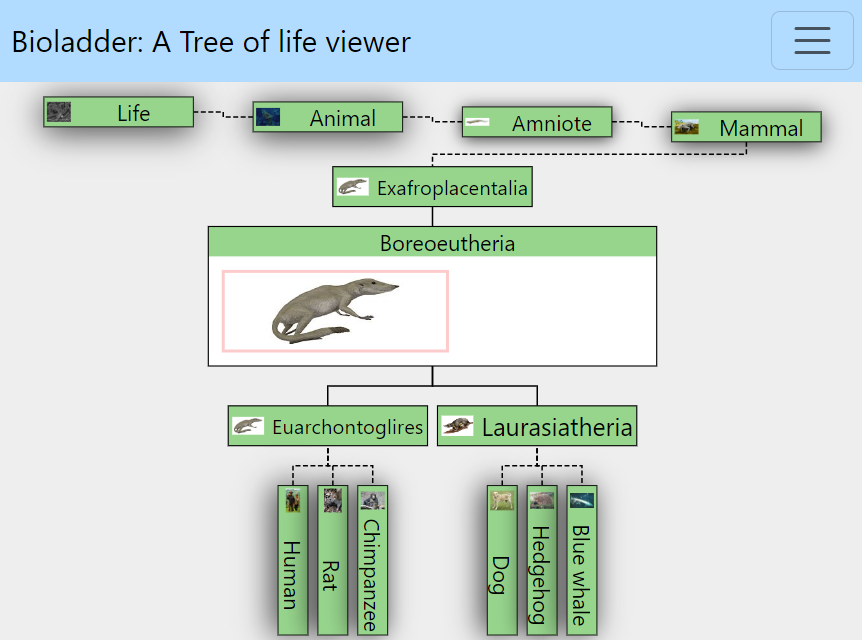 Bioladder: A Tree of life viewer
Life
Animal
Amniote
Mammal
Exafroplacentalia
Boreoeutheria
Euarchontoglires
Laurasiatheria
Human
Rat
Chimpanzee
Dog
Hedgehog
Blue whale